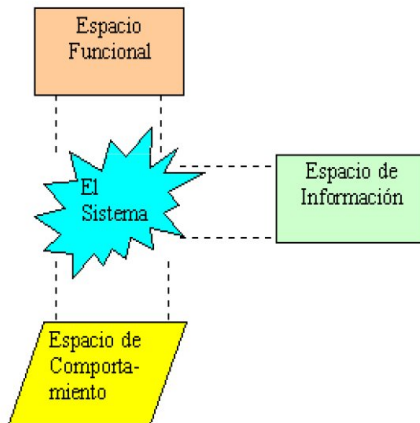 Espacio
Funcional
El
Sistema
Espacio de
Información
Espacio de
Comporta-
miento